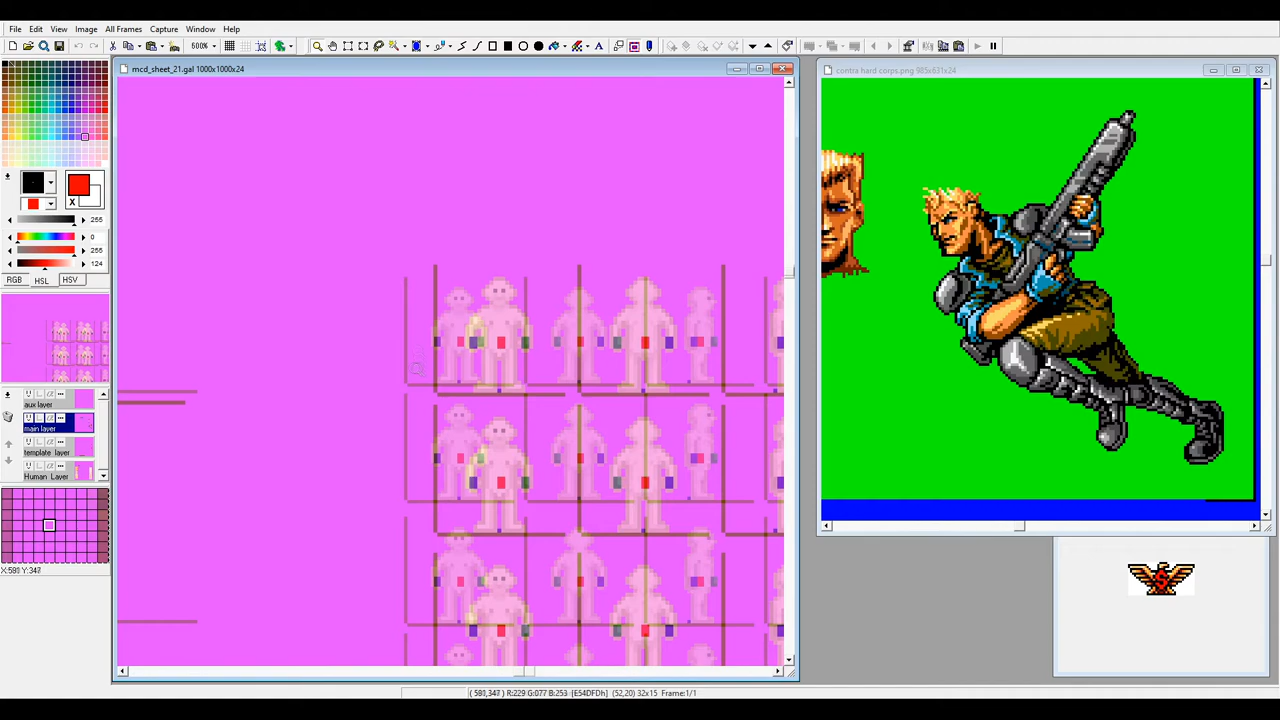 File Edit View Image All Frames Capture Window Help
600%
mcd_sheet_21.gal 1000x1000x24
contra hard corps.png 985x631x24
X
255
0
255
124
RGB HSL HSV
aux layer
main layer
template layer
Human Layer
X:581 Y:347
S
( 581,347 ) R:229 G:077 B:253 [E54DFDh] (52,20) 32x15 Frame:1/1